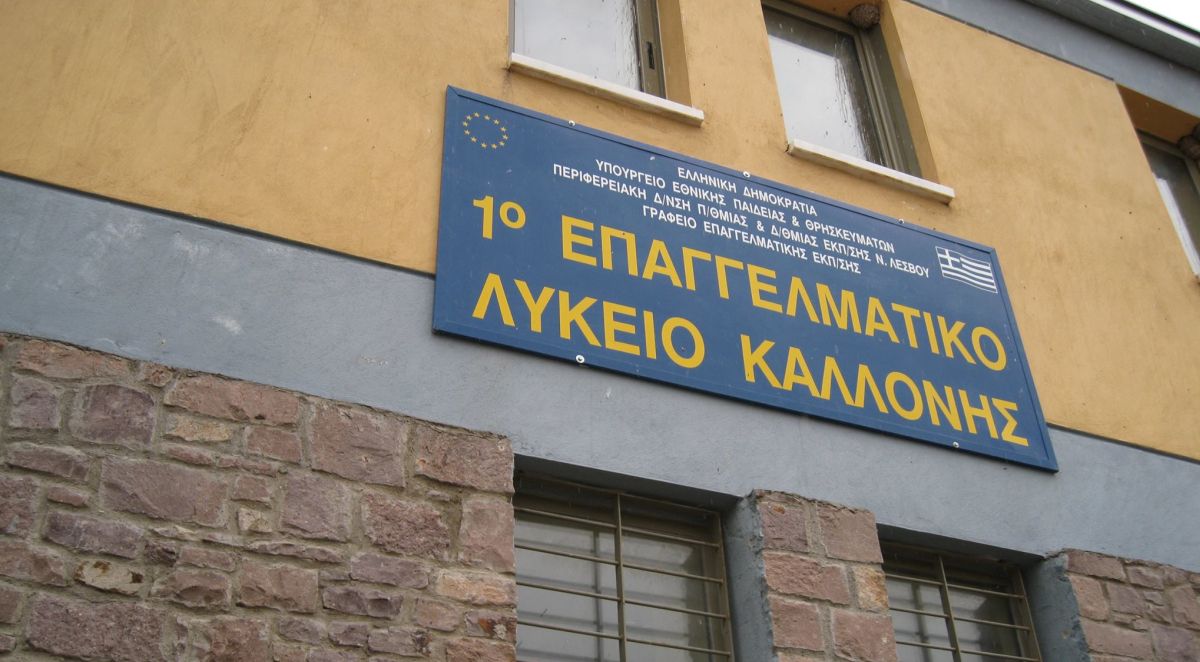 ΕΛΛΗΝΙΚΗ ΔΗΜΟΚΡΑΤΙΑ
ΥΠΟΥΡΓΕΙΟ ΕΘΝΙΚΗΣ ΠΑΙΔΕΙΑΣ & ΘΡΗΣΚΕΥΜΑΤΩΝ
ΠΕΡΙΦΕΡΕΙΑΚΗ Δ/ΝΣΗ Π/ΘΜΙΑΣ & Δ/ΘΜΙΑΣ ΕΚΠ/ΣΗΣ Ν. ΛΕΣΒΟΥ
ΓΡΑΦΕΙΟ ΕΠΑΓΓΕΛΜΑΤΙΚΗΣ ΕΚΠ/ΣΗΣ
1ο ΕΠΑΓΓΕΛΜΑΤΙΚΟ
ΛΥΚΕΙΟ ΚΑΛΛΟΝΗΣ